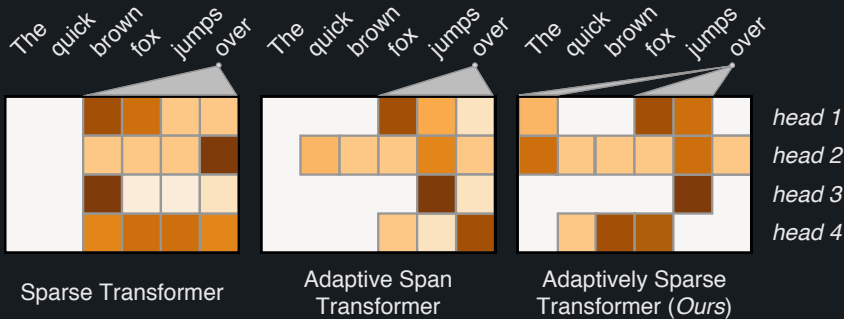 The quick brown fox jumps over
The quick brown fox jumps over
The quick brown fox jumps over
head 1
head 2
head 3
head 4
Sparse Transformer
Adaptive Span
Transformer
Adaptively Sparse
Transformer (Ours)